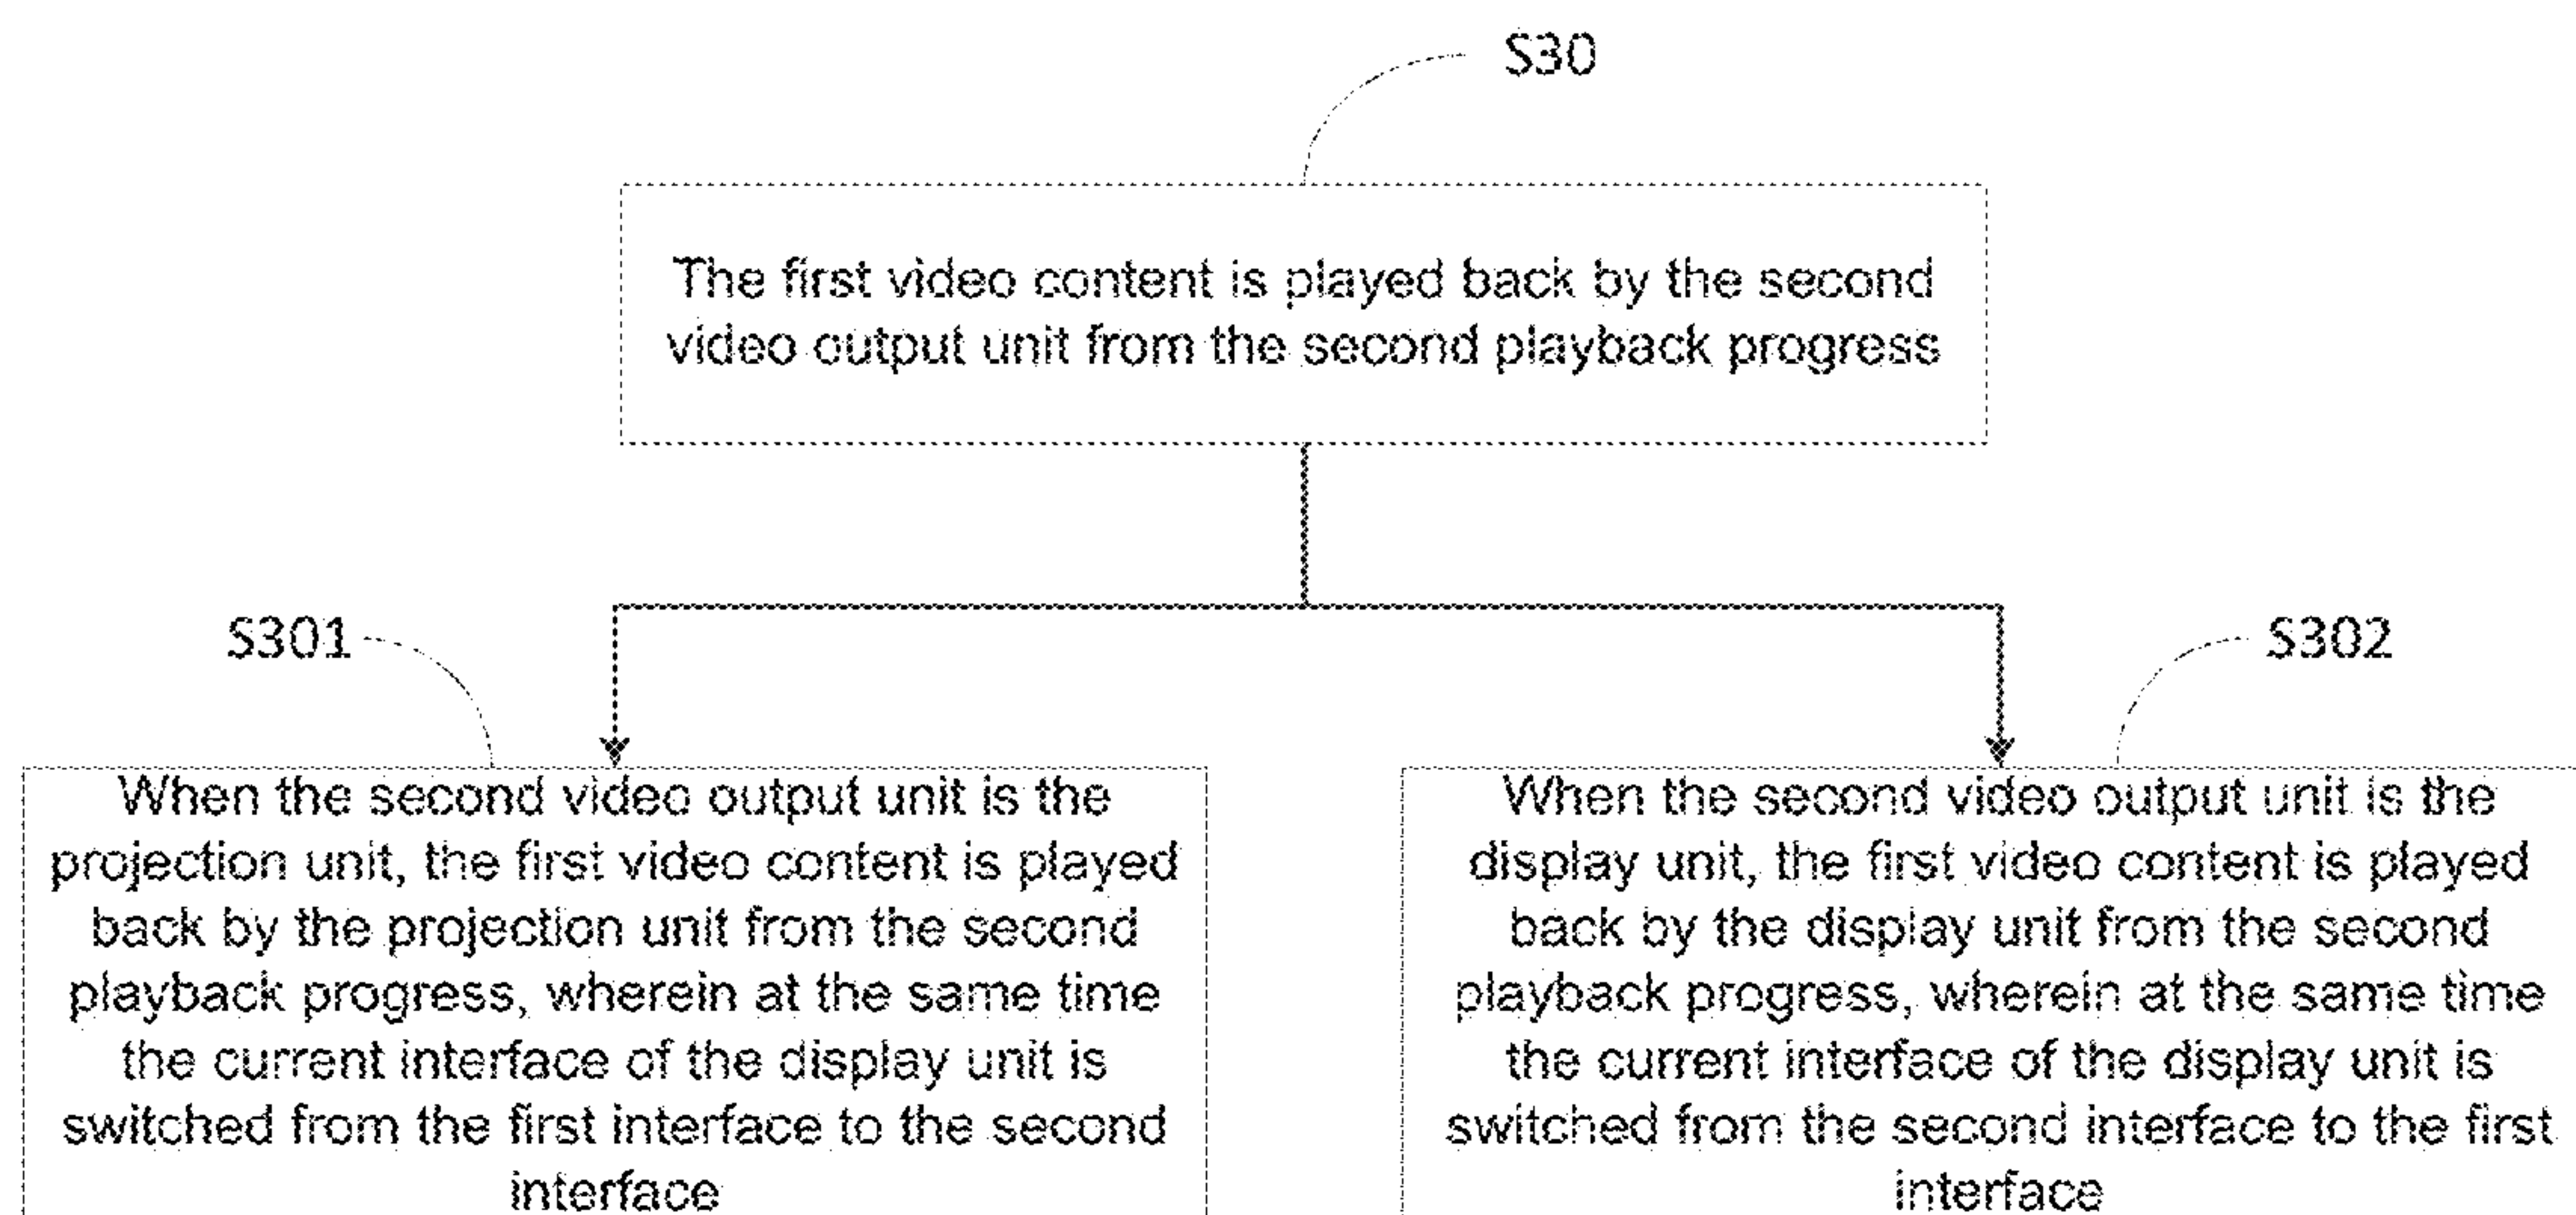 S30
The first video content is played back by the second
video output unit from the second playback progress
S301
When the second video output unit is the
projection unit, the first video content is played
back by the projection unit from the second
playback progress, wherein at the same time
the current interface of the display unit is
switched from the first interface to the second
interface
S302
When the second video output unit is the
display unit, the first video content is played
back by the display unit from the second
playback progress, wherein at the same time
the current interface of the display unit is
switched from the second interface to the first
interface